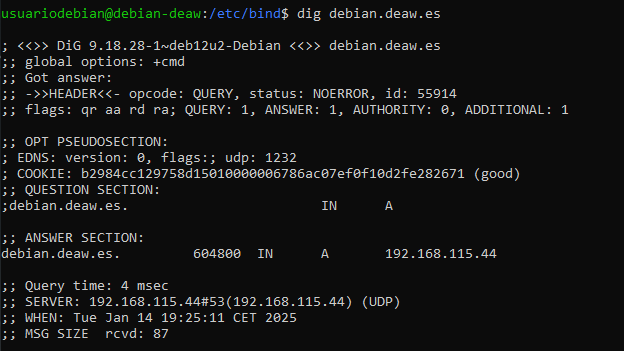 usuariodebian@debian-deaw:/etc/bind$ dig debian.deaw.es
; <<>> DiG 9.18.28-1~deb12u2-Debian <<>> debian.deaw.es
;; global options: +cmd
;; Got answer:
;; ->>HEADER<<- opcode: QUERY, status: NOERROR, id: 55914
;; flags: qr aa rd ra; QUERY: 1, ANSWER: 1, AUTHORITY: 0, ADDITIONAL: 1
;; OPT PSEUDOSECTION:
; EDNS: version: 0, flags:; udp: 1232
; COOKIE: b2984cc129758d15010000006786ac07ef0f10d2fe282671 (good)
;; QUESTION SECTION:
;debian.deaw.es. IN A
;; ANSWER SECTION:
debian.deaw.es. 604800 IN A 192.168.115.44
;; Query time: 4 msec
;; SERVER: 192.168.115.44#53(192.168.115.44) (UDP)
;; WHEN: Tue Jan 14 19:25:11 CET 2025
;; MSG SIZE rcvd: 87